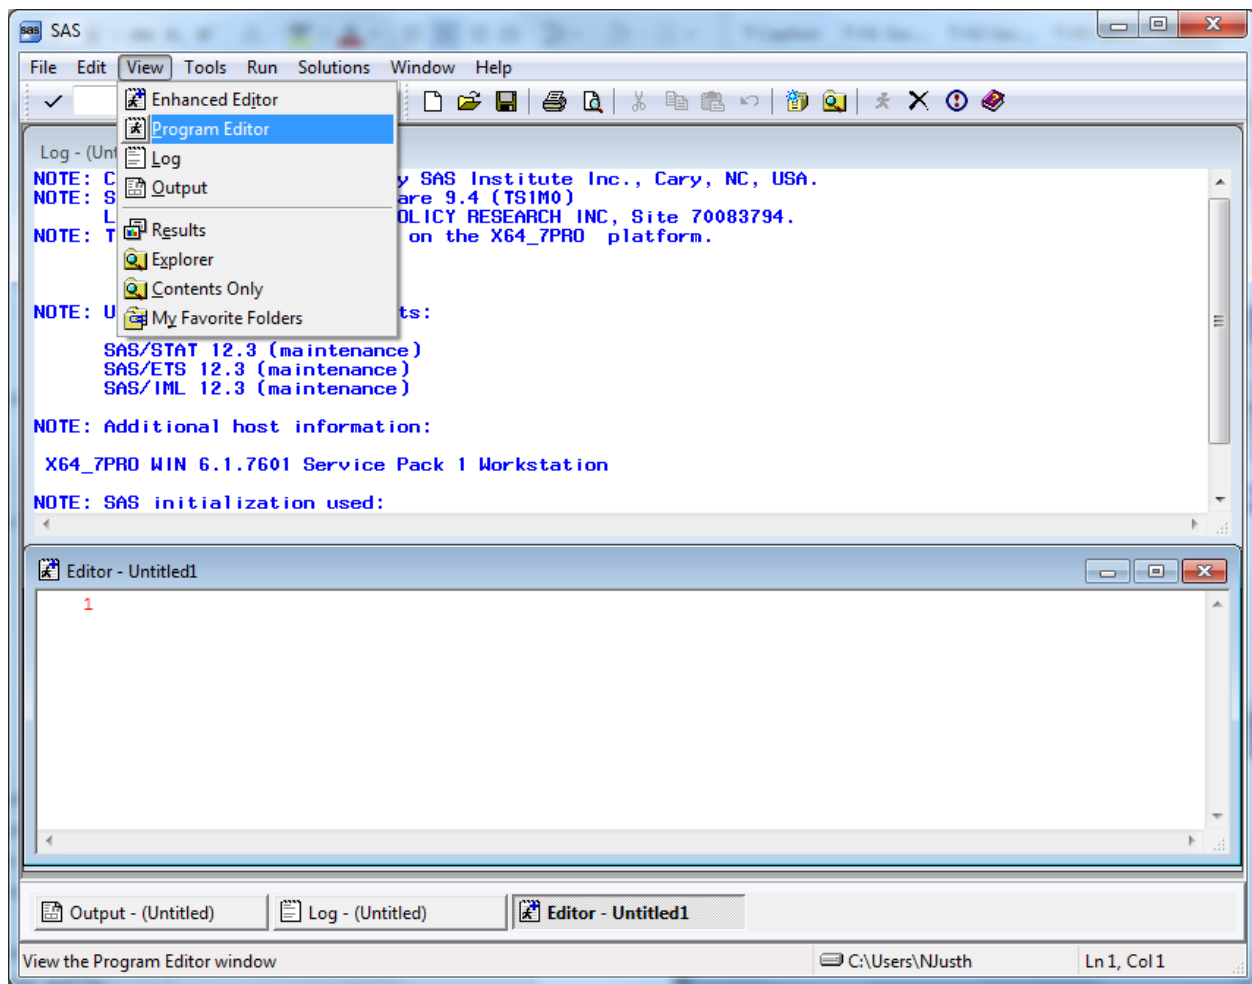 SAS
File Edit View Tools Run Solutions Window Help
Enhanced Editor
Program Editor
Log
Output
Results
Explorer
Contents Only
My Favorite Folders
Log - (Unt
NOTE: C y SAS Institute Inc., Cary, NC, USA.
NOTE: S are 9.4 (TS1M0)
L OLICY RESEARCH INC, Site 70083794.
NOTE: T on the X64_7PRO platform.
NOTE: U ts:
SAS/STAT 12.3 (maintenance)
SAS/ETS 12.3 (maintenance)
SAS/IML 12.3 (maintenance)
NOTE: Additional host information:
X64_7PRO WIN 6.1.7601 Service Pack 1 Workstation
NOTE: SAS initialization used:
Editor - Untitled1
1
Output - (Untitled) Log - (Untitled) Editor - Untitled1
View the Program Editor window C:\Users\NJusth Ln 1, Col 1